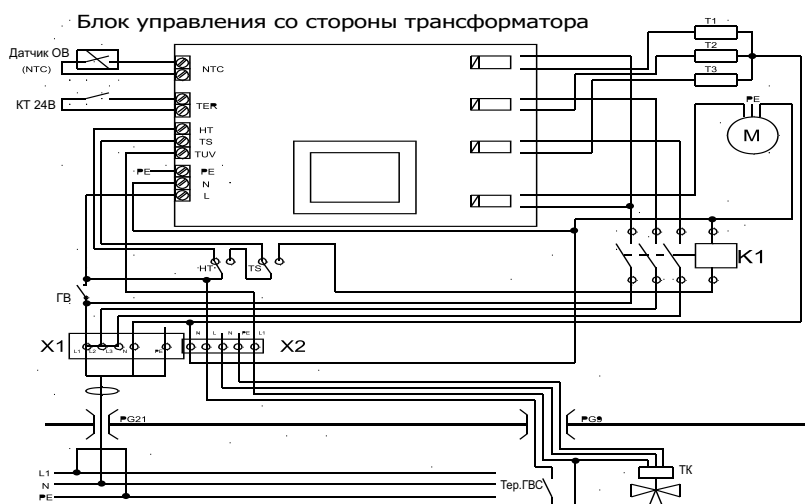 Блок управления со стороны трансформатора
Датчик ОВ
(NTC)
КТ 24В
NTC
TER
HT
TS
TUV
PE
PE
N
L
T1
T2
T3
PE
M
K1
HT
TS
ГВ
X1
L1 L2 L3 N PE
N L N PE L1
X2
PG21
PG9
L1
N
PE
Тер.ГВС
ТК